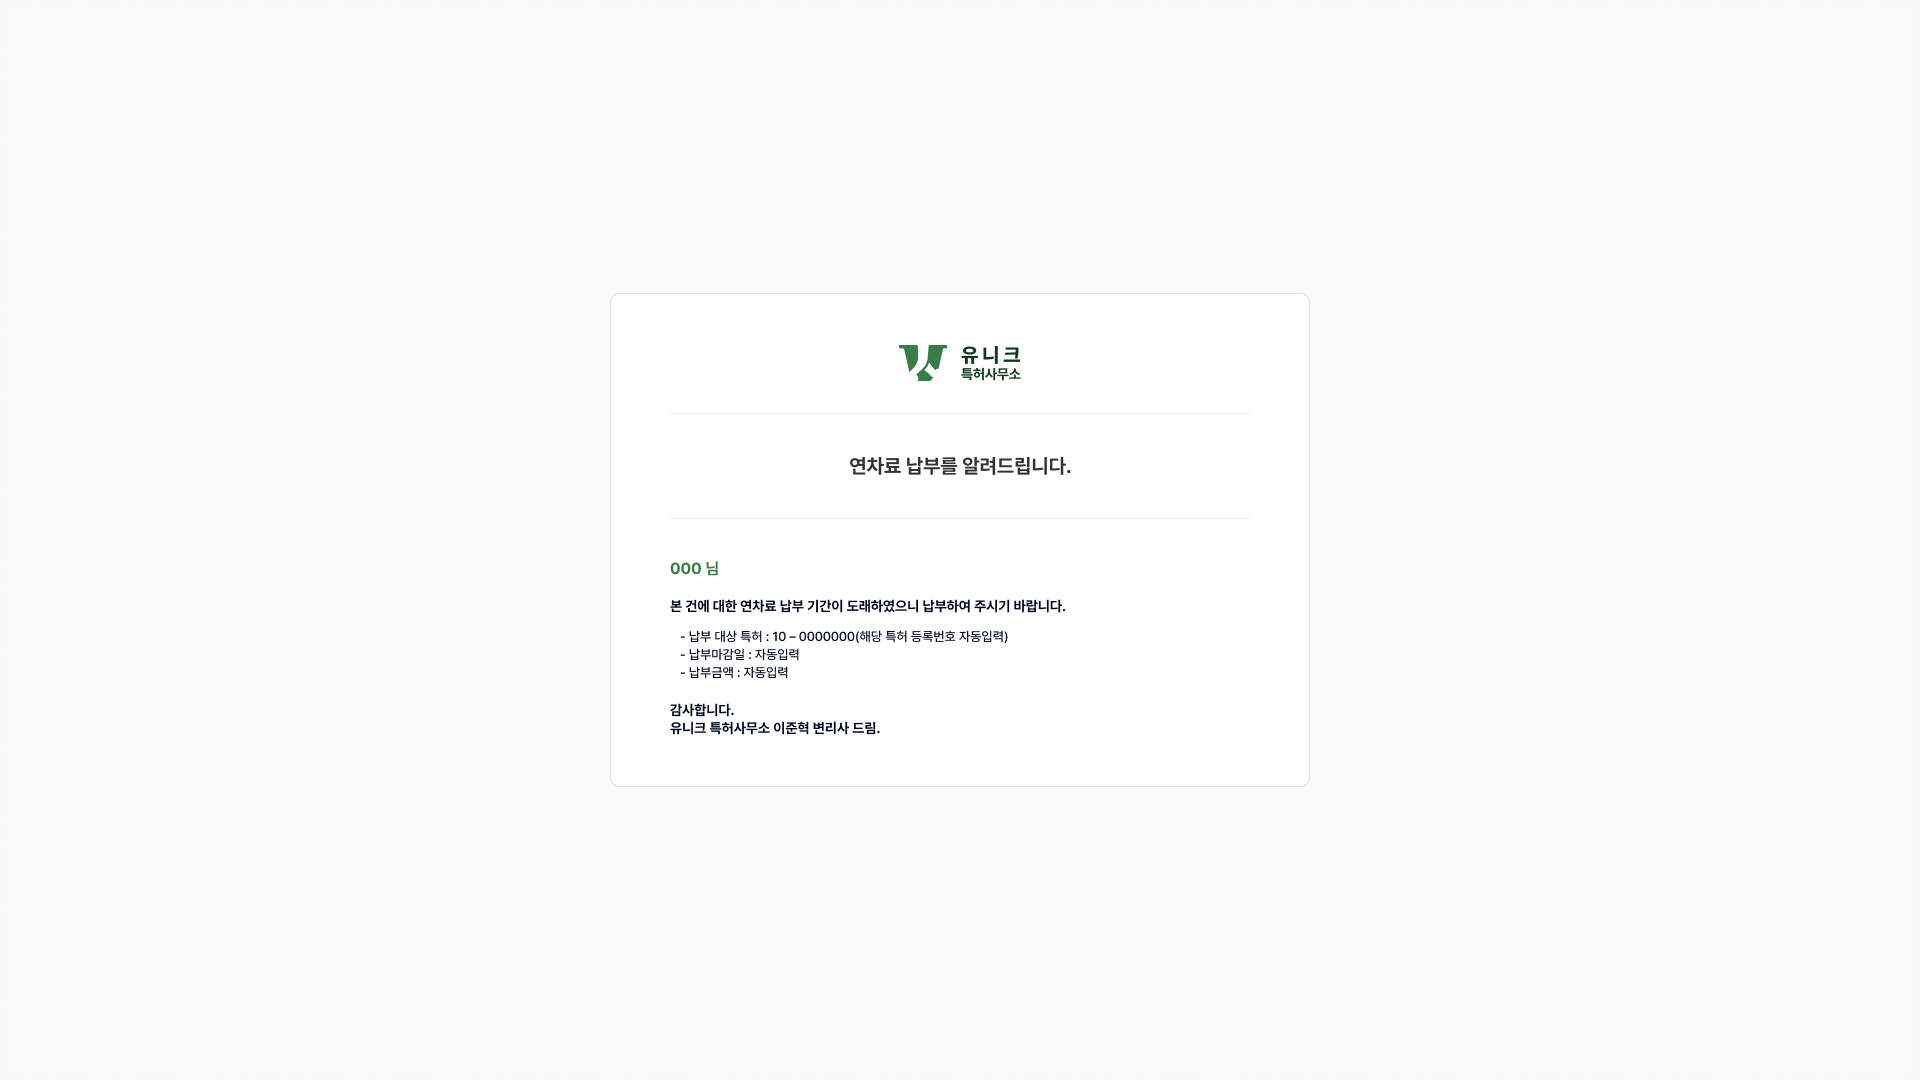 유니크
특허사무소
연차료 납부를 알려드립니다.
000 님
본 건에 대한 연차료 납부 기간이 도래하였으니 납부하여 주시기 바랍니다.
- 납부 대상 특허 : 10 – 0000000(해당 특허 등록번호 자동입력)
- 납부마감일 : 자동입력
- 납부금액 : 자동입력
감사합니다.
유니크 특허사무소 이준혁 변리사 드림.